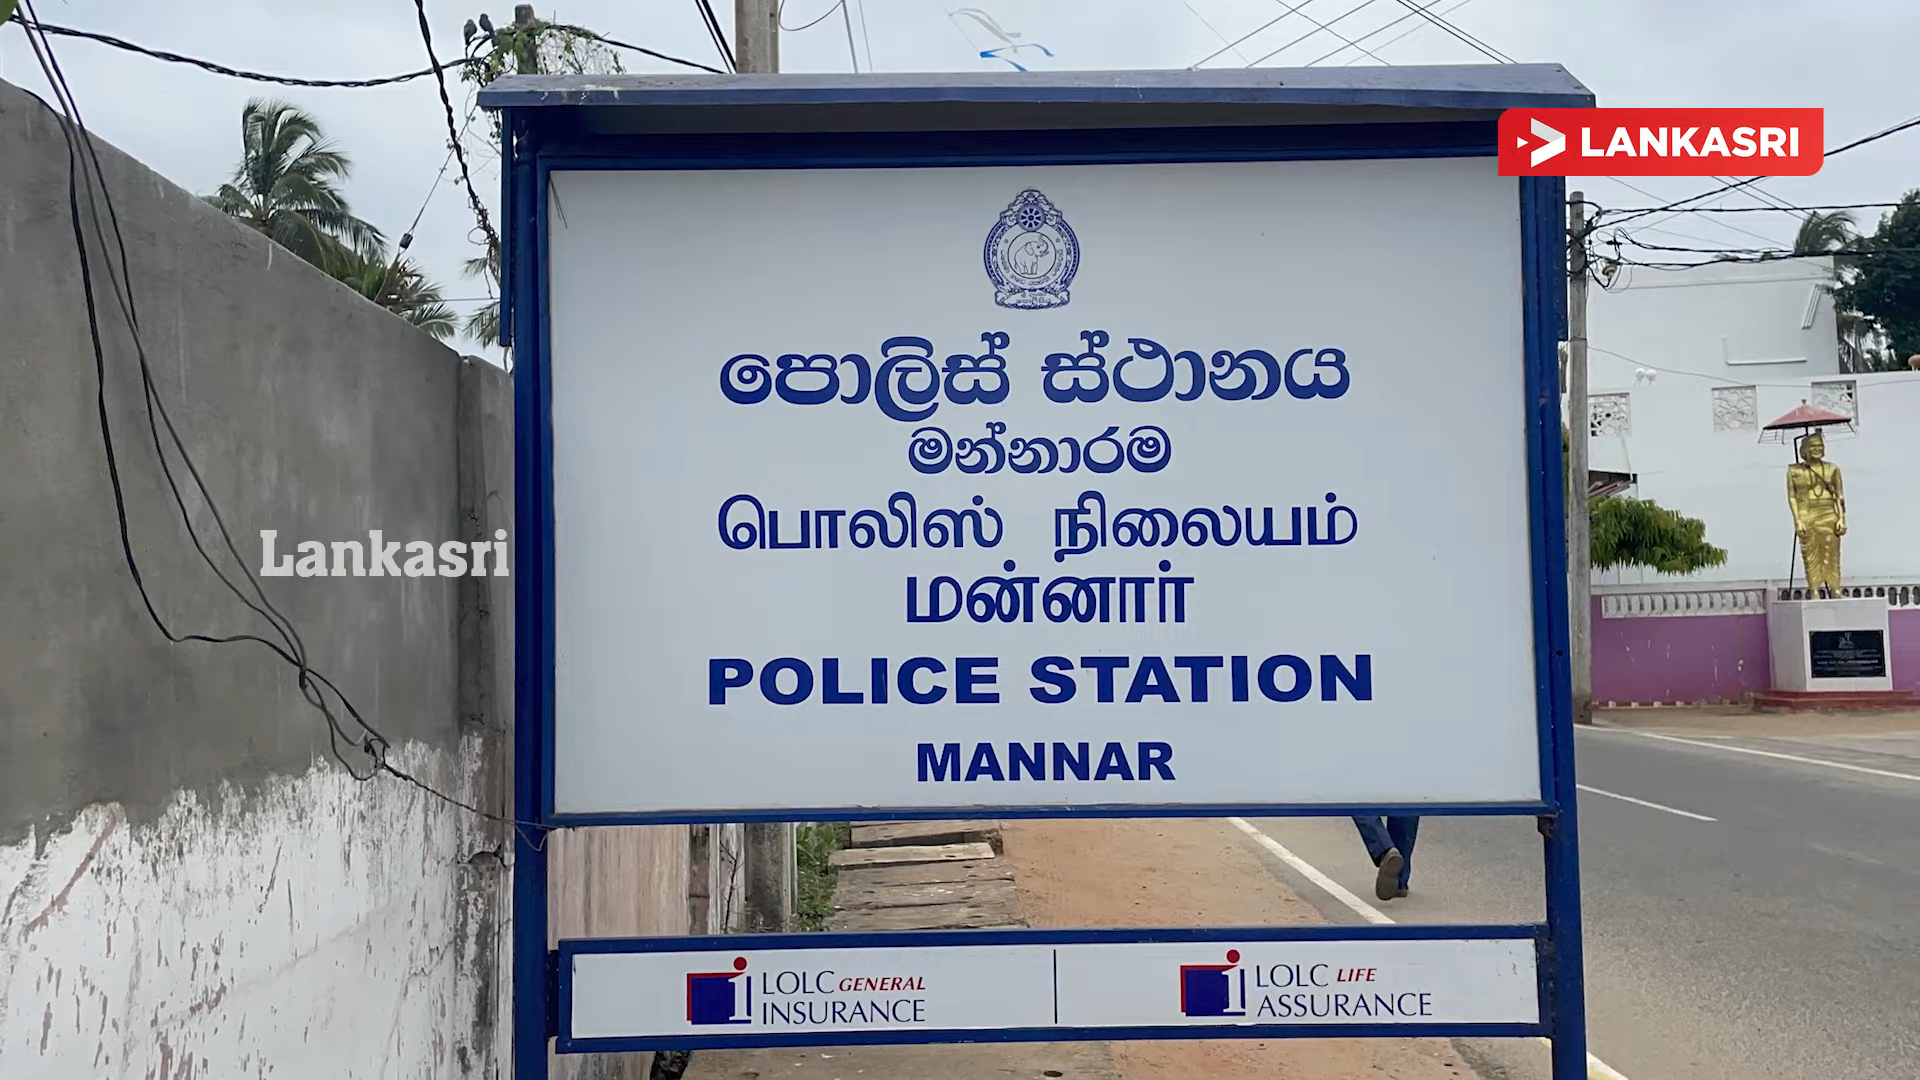 LANKASRI
පොලිස් ස්ථානය
මන්නාරම
பொலிஸ் நிலையம்
மன்னார்
POLICE STATION
MANNAR
Lankasri
LOLC GENERAL
INSURANCE
LOLC LIFE
ASSURANCE